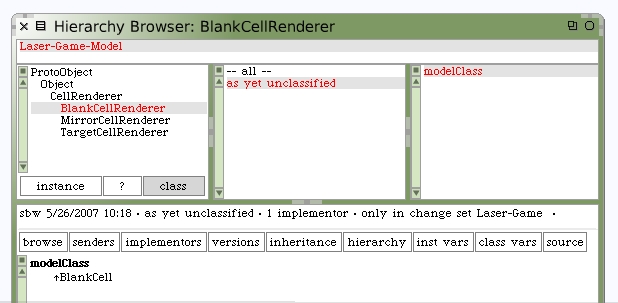 Hierarchy Browser: BlankCellRenderer
Laser-Game-Model
ProtoObject
Object
CellRenderer
BlankCellRenderer
MirrorCellRenderer
TargetCellRenderer
-- all --
as yet unclassified
modelClass
instance ? class
sbw 5/26/2007 10:18 · as yet unclassified · 1 implementor · only in change set Laser-Game ·
browse senders implementors versions inheritance hierarchy inst vars class vars source
modelClass
↑BlankCell